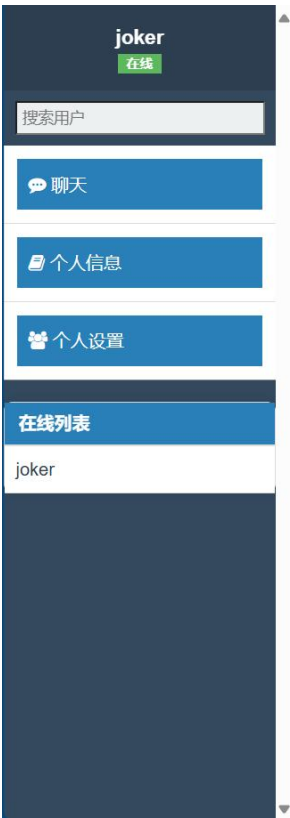 joker
在线
搜索用户
聊天
个人信息
个人设置
在线列表
joker